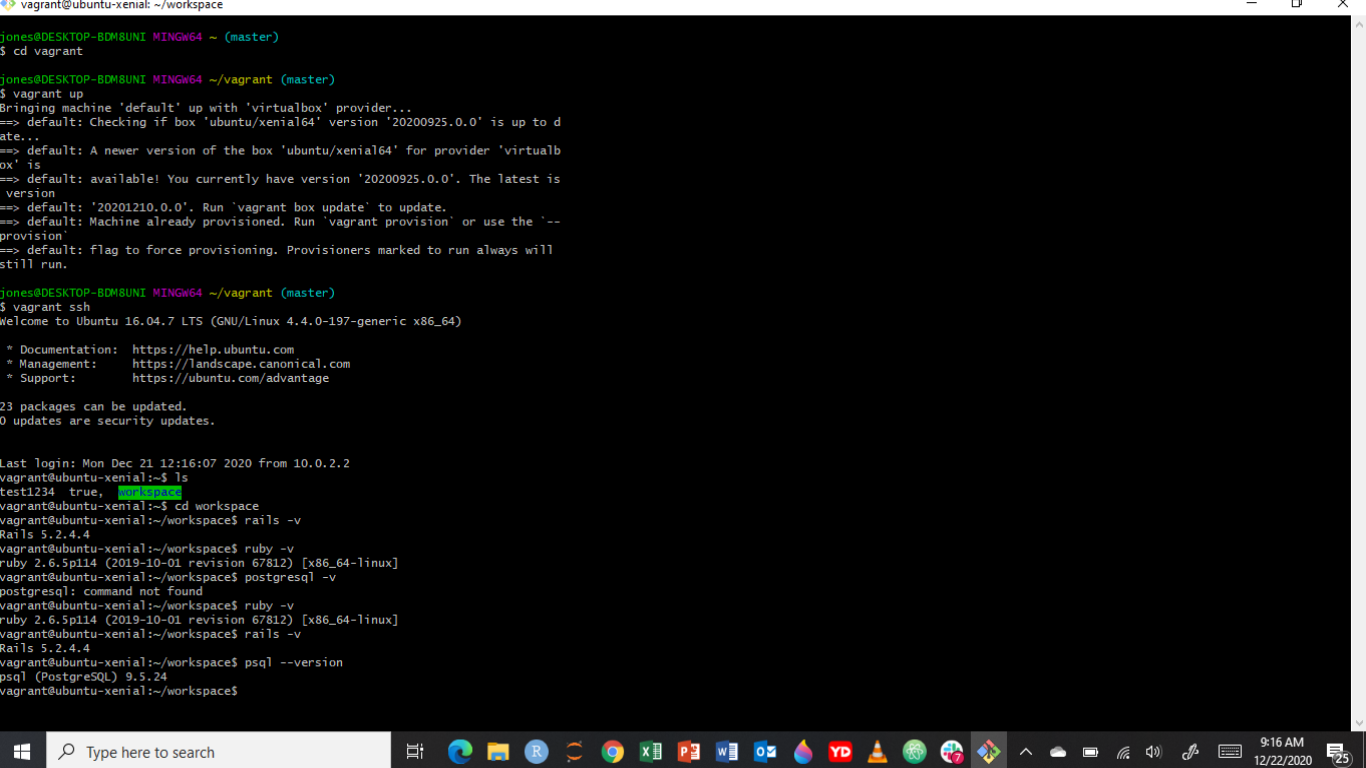 vagrant@ubuntu-xenial: ~/workspace
jones@DESKTOP-BDM8UNI MINGW64 ~ (master)
$ cd vagrant
jones@DESKTOP-BDM8UNI MINGW64 ~/vagrant (master)
$ vagrant up
Bringing machine 'default' up with 'virtualbox' provider...
==> default: Checking if box 'ubuntu/xenial64' version '20200925.0.0' is up to d
ate...
==> default: A newer version of the box 'ubuntu/xenial64' for provider 'virtualb
ox' is
==> default: available! You currently have version '20200925.0.0'. The latest is
 version
==> default: '20201210.0.0'. Run `vagrant box update` to update.
==> default: Machine already provisioned. Run `vagrant provision` or use the `--
provision`
==> default: flag to force provisioning. Provisioners marked to run always will
still run.
jones@DESKTOP-BDM8UNI MINGW64 ~/vagrant (master)
$ vagrant ssh
Welcome to Ubuntu 16.04.7 LTS (GNU/Linux 4.4.0-197-generic x86_64)
 * Documentation:  https://help.ubuntu.com
 * Management:     https://landscape.canonical.com
 * Support:        https://ubuntu.com/advantage
23 packages can be updated.
0 updates are security updates.
Last login: Mon Dec 21 12:16:07 2020 from 10.0.2.2
vagrant@ubuntu-xenial:~$ ls
test1234  true,  workspace
vagrant@ubuntu-xenial:~$ cd workspace
vagrant@ubuntu-xenial:~/workspace$ rails -v
Rails 5.2.4.4
vagrant@ubuntu-xenial:~/workspace$ ruby -v
ruby 2.6.5p114 (2019-10-01 revision 67812) [x86_64-linux]
vagrant@ubuntu-xenial:~/workspace$ postgresql -v
postgresql: command not found
vagrant@ubuntu-xenial:~/workspace$ ruby -v
ruby 2.6.5p114 (2019-10-01 revision 67812) [x86_64-linux]
vagrant@ubuntu-xenial:~/workspace$ rails -v
Rails 5.2.4.4
vagrant@ubuntu-xenial:~/workspace$ psql --version
psql (PostgreSQL) 9.5.24
vagrant@ubuntu-xenial:~/workspace$
Type here to search
R
X
P
W
O
YD
7
9:16 AM
12/22/2020
25